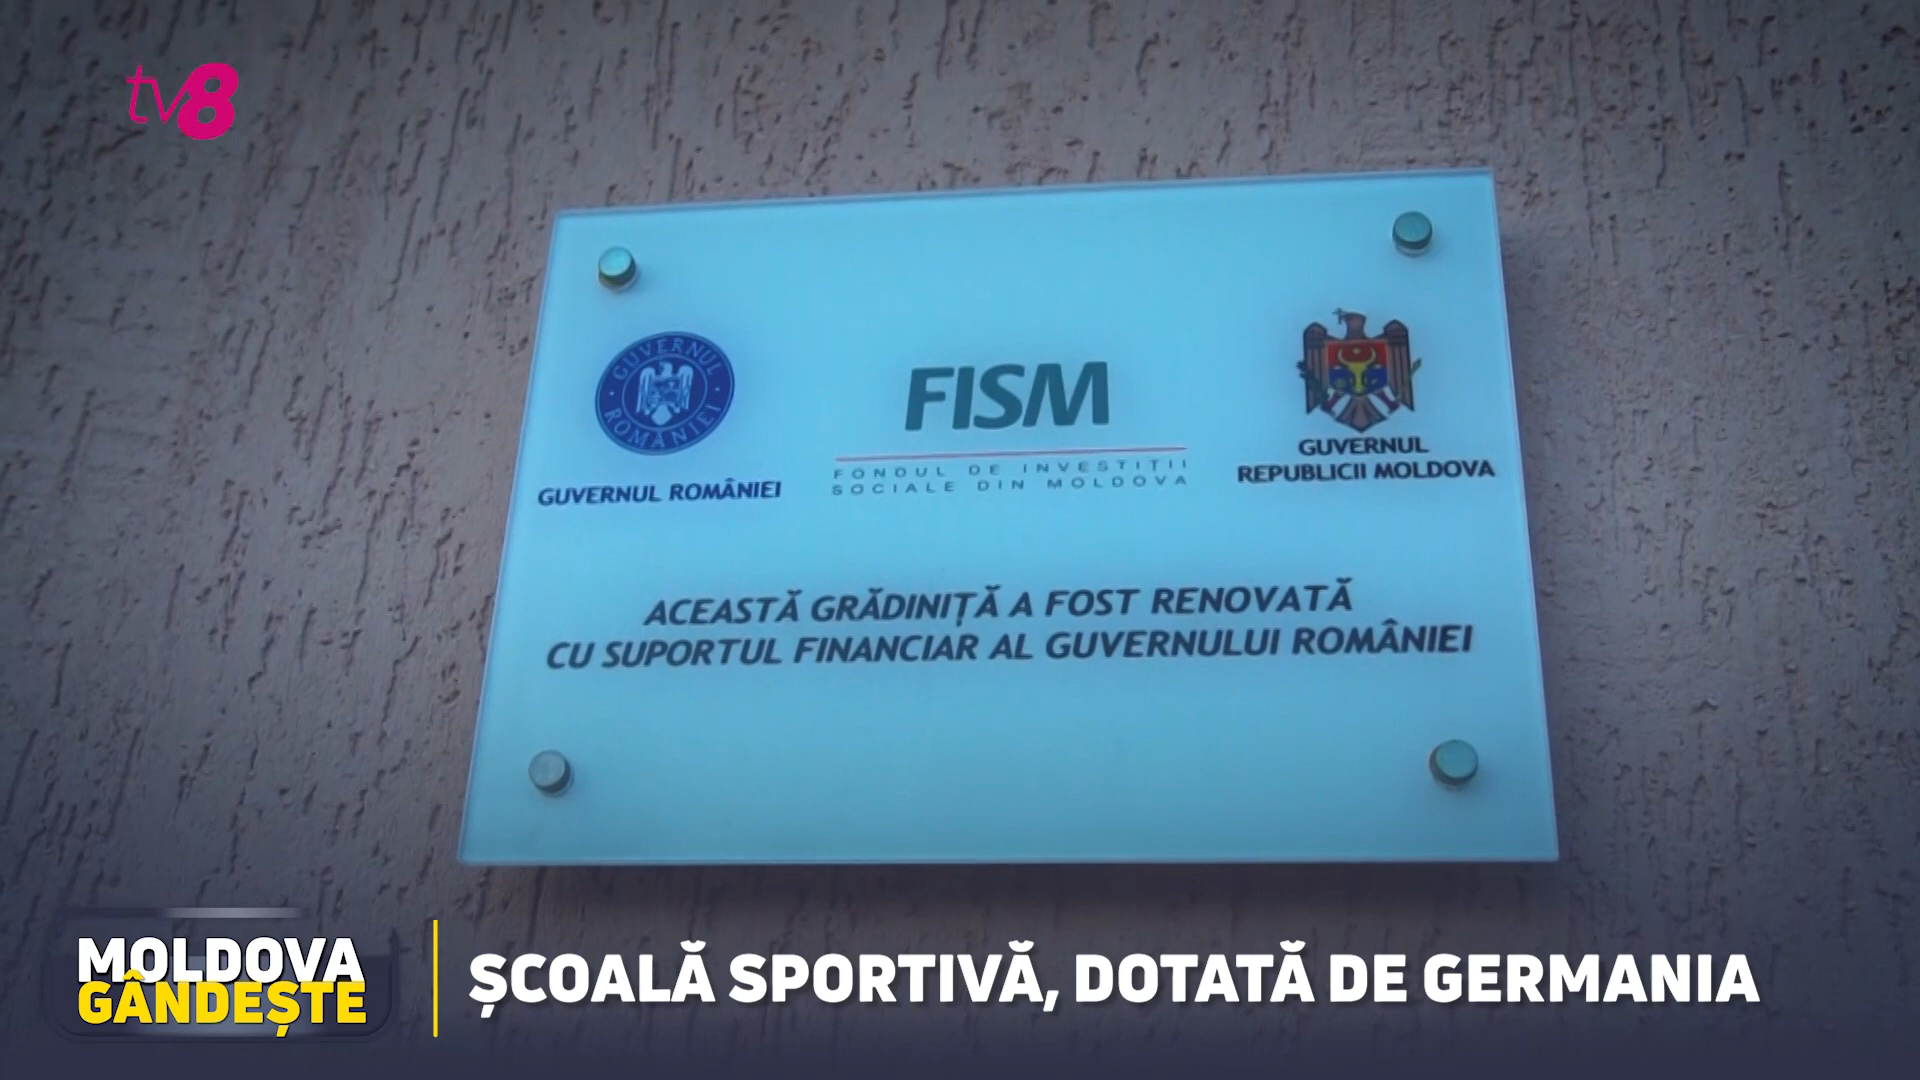 tv8
GUVERNUL
ROMÂNIEI
GUVERNUL ROMÂNIEI
FISM
FONDUL DE INVESTIȚII
SOCIALE DIN MOLDOVA
GUVERNUL
REPUBLICII MOLDOVA
ACEASTĂ GRĂDINIȚĂ A FOST RENOVATĂ
CU SUPORTUL FINANCIAR AL GUVERNULUI ROMÂNIEI
MOLDOVA
GÂNDEȘTE
ȘCOALĂ SPORTIVĂ, DOTATĂ DE GERMANIA